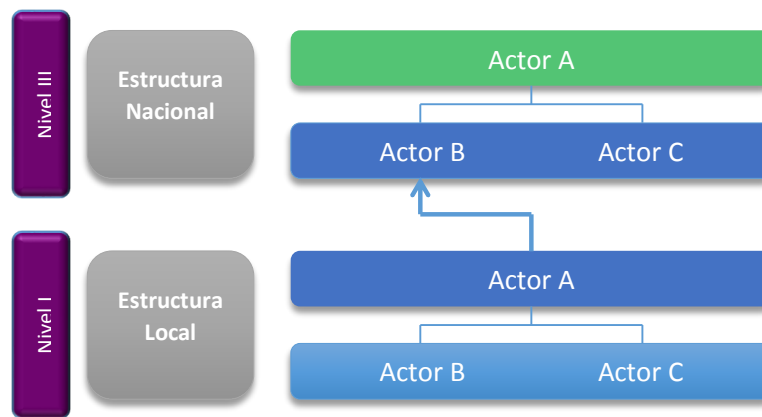 Nivel III
Estructura
Nacional
Actor A
Actor B
Actor C
Nivel I
Estructura
Local
Actor A
Actor B
Actor C